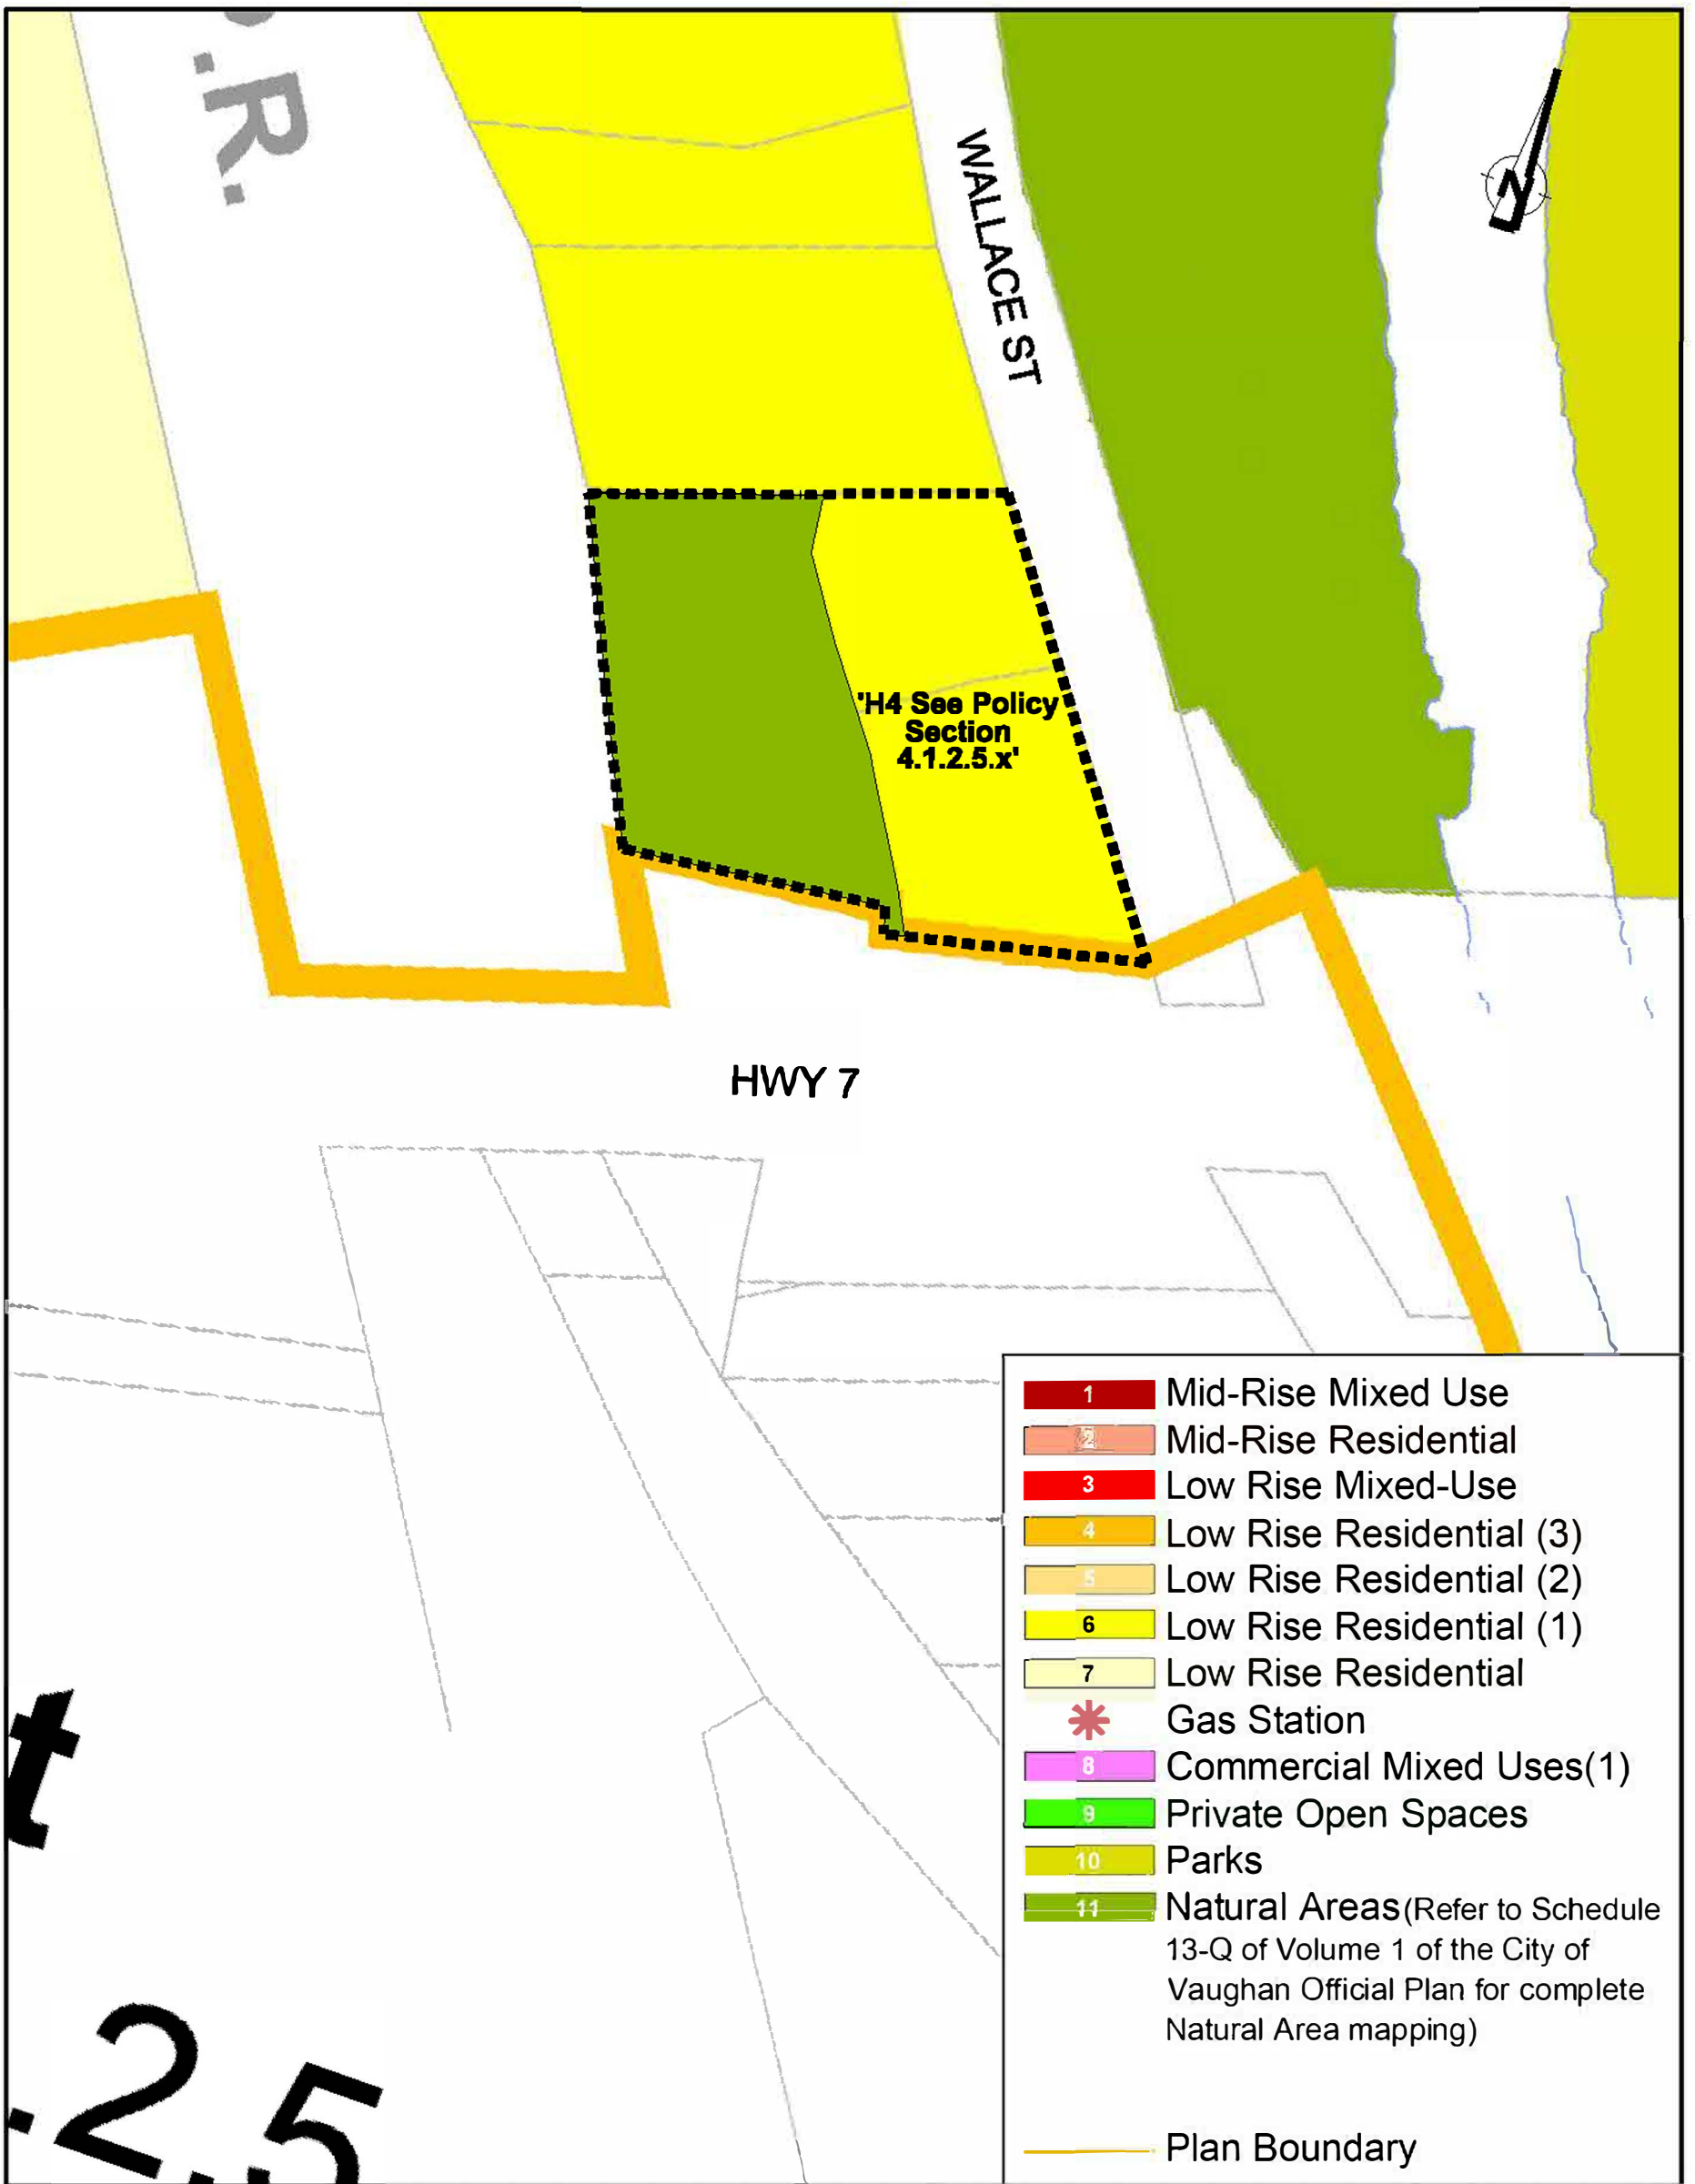 .R.
WALLACE ST
N
'H4 See Policy
Section
4.1.2.5.x'
HWY 7
1 Mid-Rise Mixed Use
2 Mid-Rise Residential
3 Low Rise Mixed-Use
4 Low Rise Residential (3)
5 Low Rise Residential (2)
6 Low Rise Residential (1)
7 Low Rise Residential
Gas Station
8 Commercial Mixed Uses(1)
9 Private Open Spaces
10 Parks
11 Natural Areas(Refer to Schedule
13-Q of Volume 1 of the City of
Vaughan Official Plan for complete
Natural Area mapping)
Plan Boundary
t
.2.5